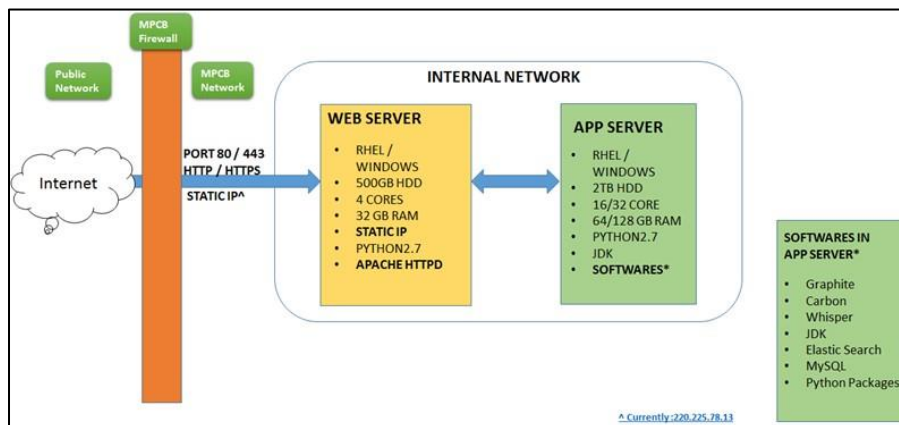 MPCB
Firewall
Public
Network
MPCB
Network
INTERNAL NETWORK
Internet
PORT 80 / 443
HTTP / HTTPS
STATIC IP^
WEB SERVER
• RHEL /
WINDOWS
• 500GB HDD
• 4 CORES
• 32 GB RAM
• STATIC IP
• PYTHON2.7
• APACHE HTTPD
APP SERVER
• RHEL /
WINDOWS
• 2TB HDD
• 16/32 CORE
• 64/128 GB RAM
• PYTHON2.7
• JDK
• SOFTWARES*
SOFTWARES IN
APP SERVER*
• Graphite
• Carbon
• Whisper
• JDK
• Elastic Search
• MySQL
• Python Packages
^ Currently :220.225.78.13